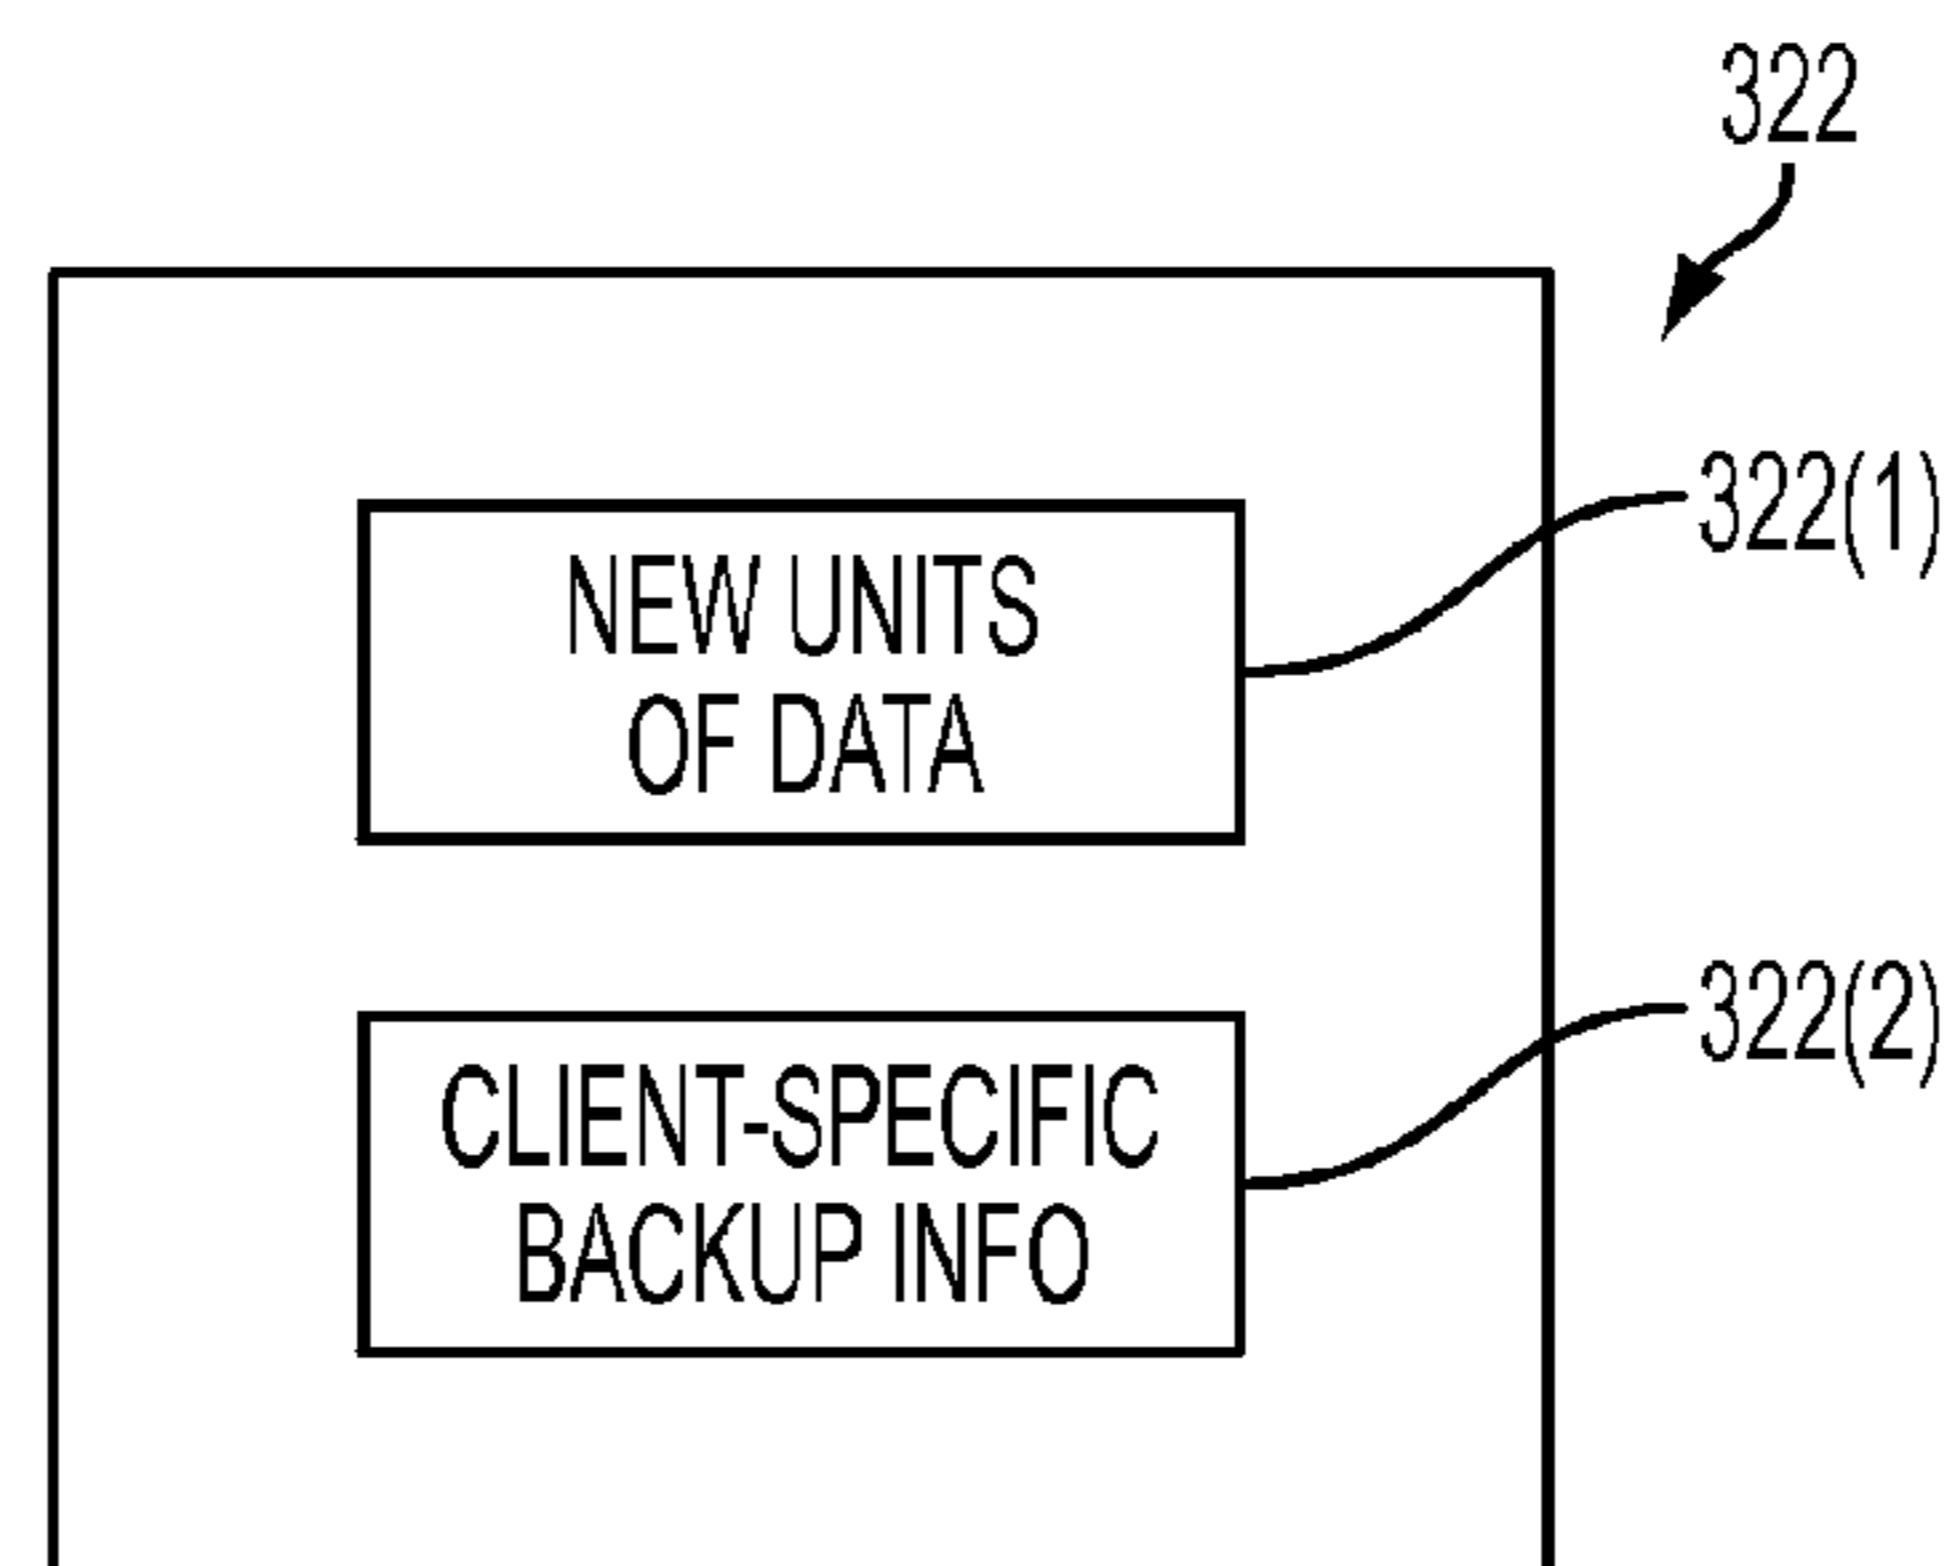 322
322(1)
NEW UNITS
OF DATA
322(2)
CLIENT-SPECIFIC
BACKUP INFO